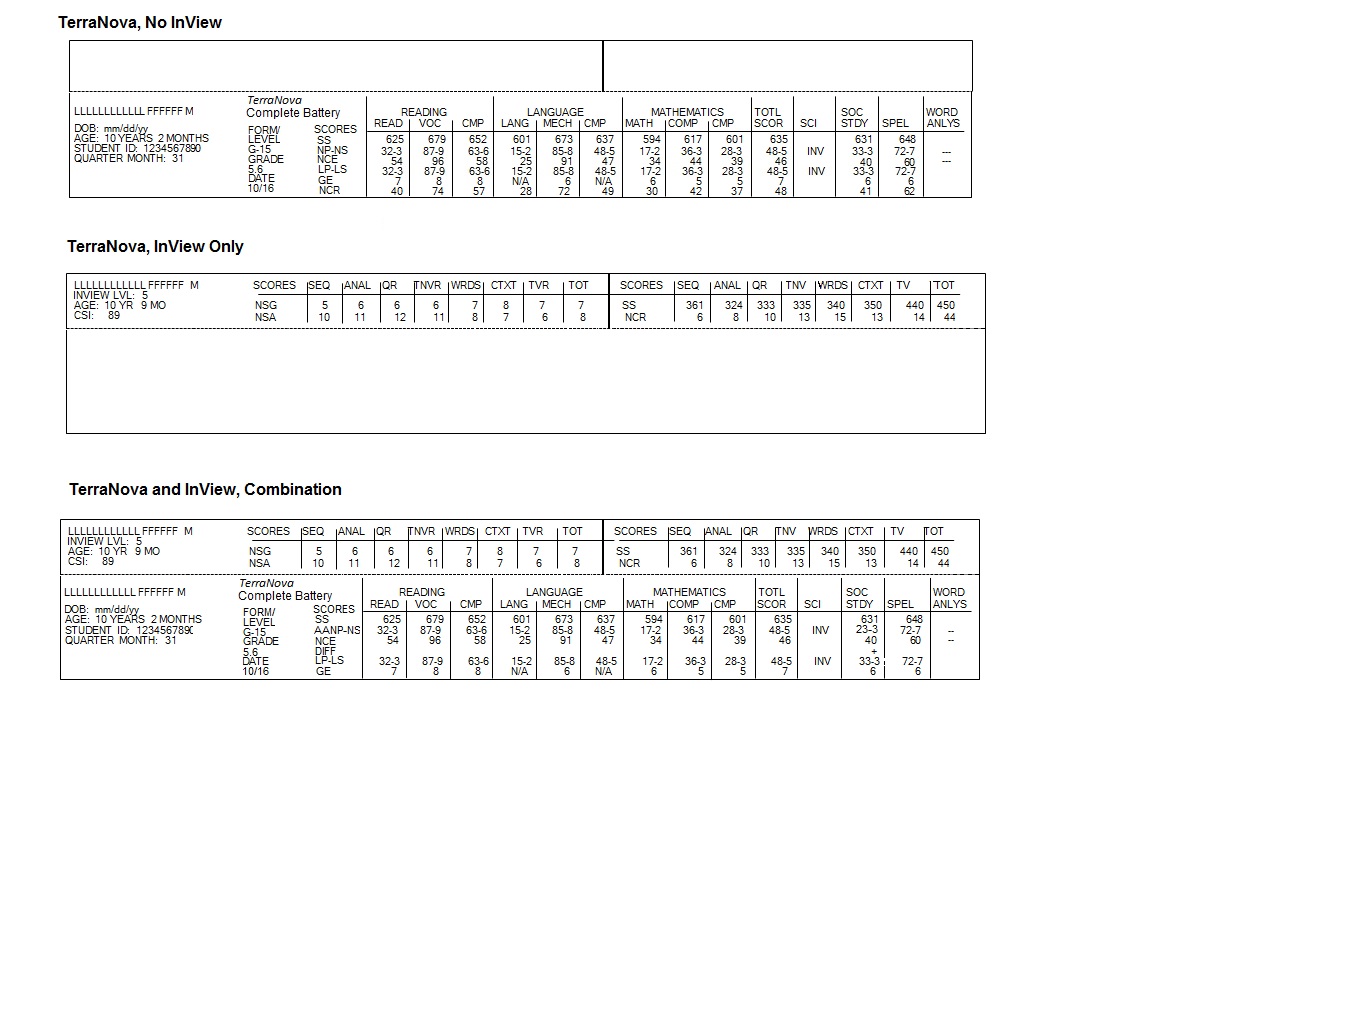 TerraNova, No InView
TerraNova
LLLLLLLLLLLL FFFFFF M Complete Battery READING LANGUAGE MATHEMATICS TOTL SOC WORD
READ VOC CMP LANG MECH CMP MATH COMP CMP SCOR SCI STDY SPEL ANLYS
DOB: mm/dd/yy FORM/ SCORES
AGE: 10 YEARS 2 MONTHS LEVEL SS 625 679 652 601 673 637 594 617 601 635 631 648
STUDENT ID: 1234567890 G-15 NP-NS 32-3 87-9 63-6 15-2 85-8 48-5 17-2 36-3 28-3 48-5 INV 33-3 72-7 ---
QUARTER MONTH: 31 GRADE NCE 54 96 58 25 91 47 34 44 39 46 40 60 ---
5.6 LP-LS 32-3 87-9 63-6 15-2 85-8 48-5 17-2 36-3 28-3 48-5 INV 33-3 72-7
DATE GE 7 8 8 N/A 6 N/A 6 5 5 7 6 6
10/16 NCR 40 74 57 28 72 49 30 42 37 48 41 62
TerraNova, InView Only
LLLLLLLLLLLL FFFFFF M SCORES SEQ ANAL QR TNVR WRDS CTXT TVR TOT SCORES SEQ ANAL QR TNV WRDS CTXT TV TOT
INVIEW LVL: 5
AGE: 10 YR 9 MO NSG 5 6 6 6 7 8 7 7 SS 361 324 333 335 340 350 440 450
CSI: 89 NSA 10 11 12 11 8 7 6 8 NCR 6 8 10 13 15 13 14 44
TerraNova and InView, Combination
LLLLLLLLLLLL FFFFFF M SCORES SEQ ANAL QR TNVR WRDS CTXT TVR TOT SCORES SEQ ANAL QR TNV WRDS CTXT TV TOT
INVIEW LVL: 5
AGE: 10 YR 9 MO NSG 5 6 6 6 7 8 7 7 SS 361 324 333 335 340 350 440 450
CSI: 89 NSA 10 11 12 11 8 7 6 8 NCR 6 8 10 13 15 13 14 44
TerraNova
LLLLLLLLLLLL FFFFFF M Complete Battery READING LANGUAGE MATHEMATICS TOTL SOC WORD
READ VOC CMP LANG MECH CMP MATH COMP CMP SCOR SCI STDY SPEL ANLYS
DOB: mm/dd/yy FORM/ SCORES
AGE: 10 YEARS 2 MONTHS LEVEL SS 625 679 652 601 673 637 594 617 601 635 631 648
STUDENT ID: 123456789 G-15 AANP-NS 32-3 87-9 63-6 15-2 85-8 48-5 17-2 36-3 28-3 48-5 INV 23-3 72-7 --
QUARTER MONTH: 31 GRADE NCE 54 96 58 25 91 47 34 44 39 46 40 60 --
5.6 DIFF +
DATE LP-LS 32-3 87-9 63-6 15-2 85-8 48-5 17-2 36-3 28-3 48-5 INV 33-3 72-7
10/16 GE 7 8 8 N/A 6 N/A 6 5 5 7 6 6